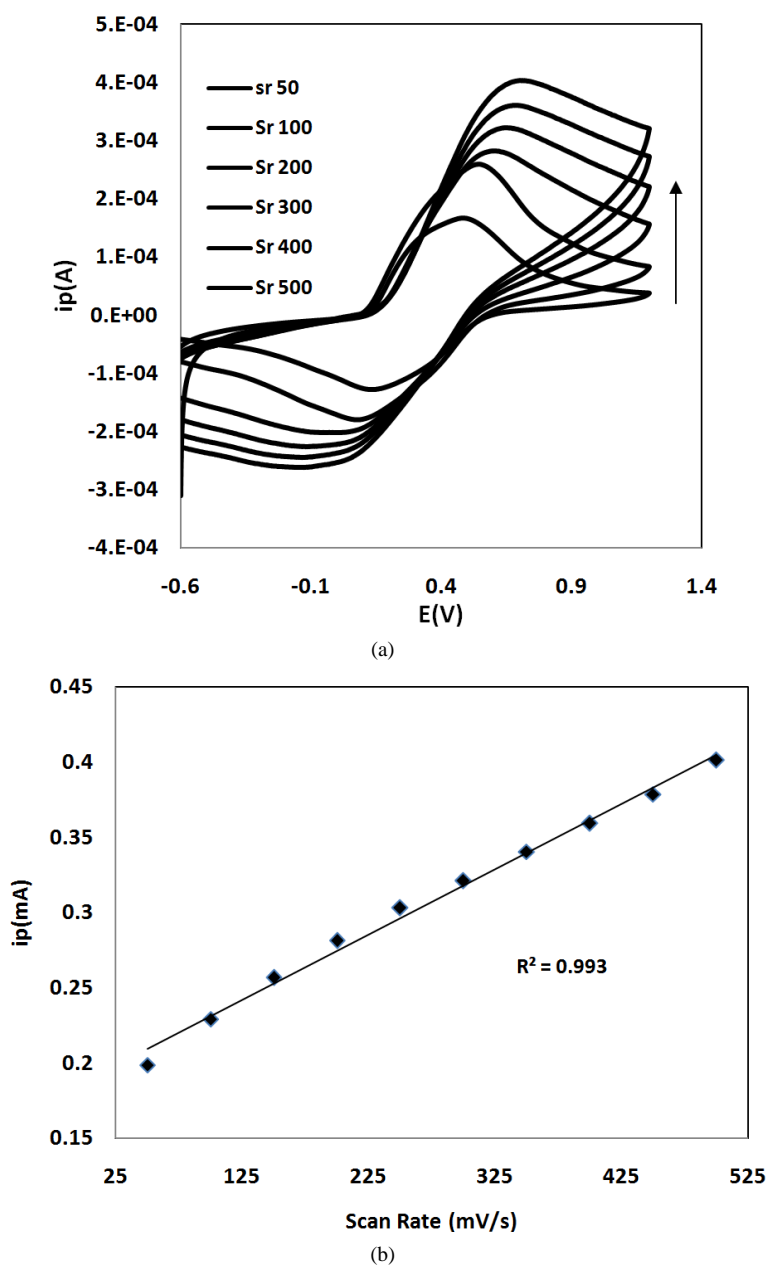 5.E-04
4.E-04
3.E-04
2.E-04
1.E-04
0.E+00
-1.E-04
-2.E-04
-3.E-04
-4.E-04
ip(A)
sr 50
Sr 100
Sr 200
Sr 300
Sr 400
Sr 500
-0.6 -0.1 0.4 0.9 1.4
E(V)
(a)
0.45
0.4
0.35
0.3
0.25
0.2
0.15
ip(mA)
R² = 0.993
25 125 225 325 425 525
Scan Rate (mV/s)
(b)